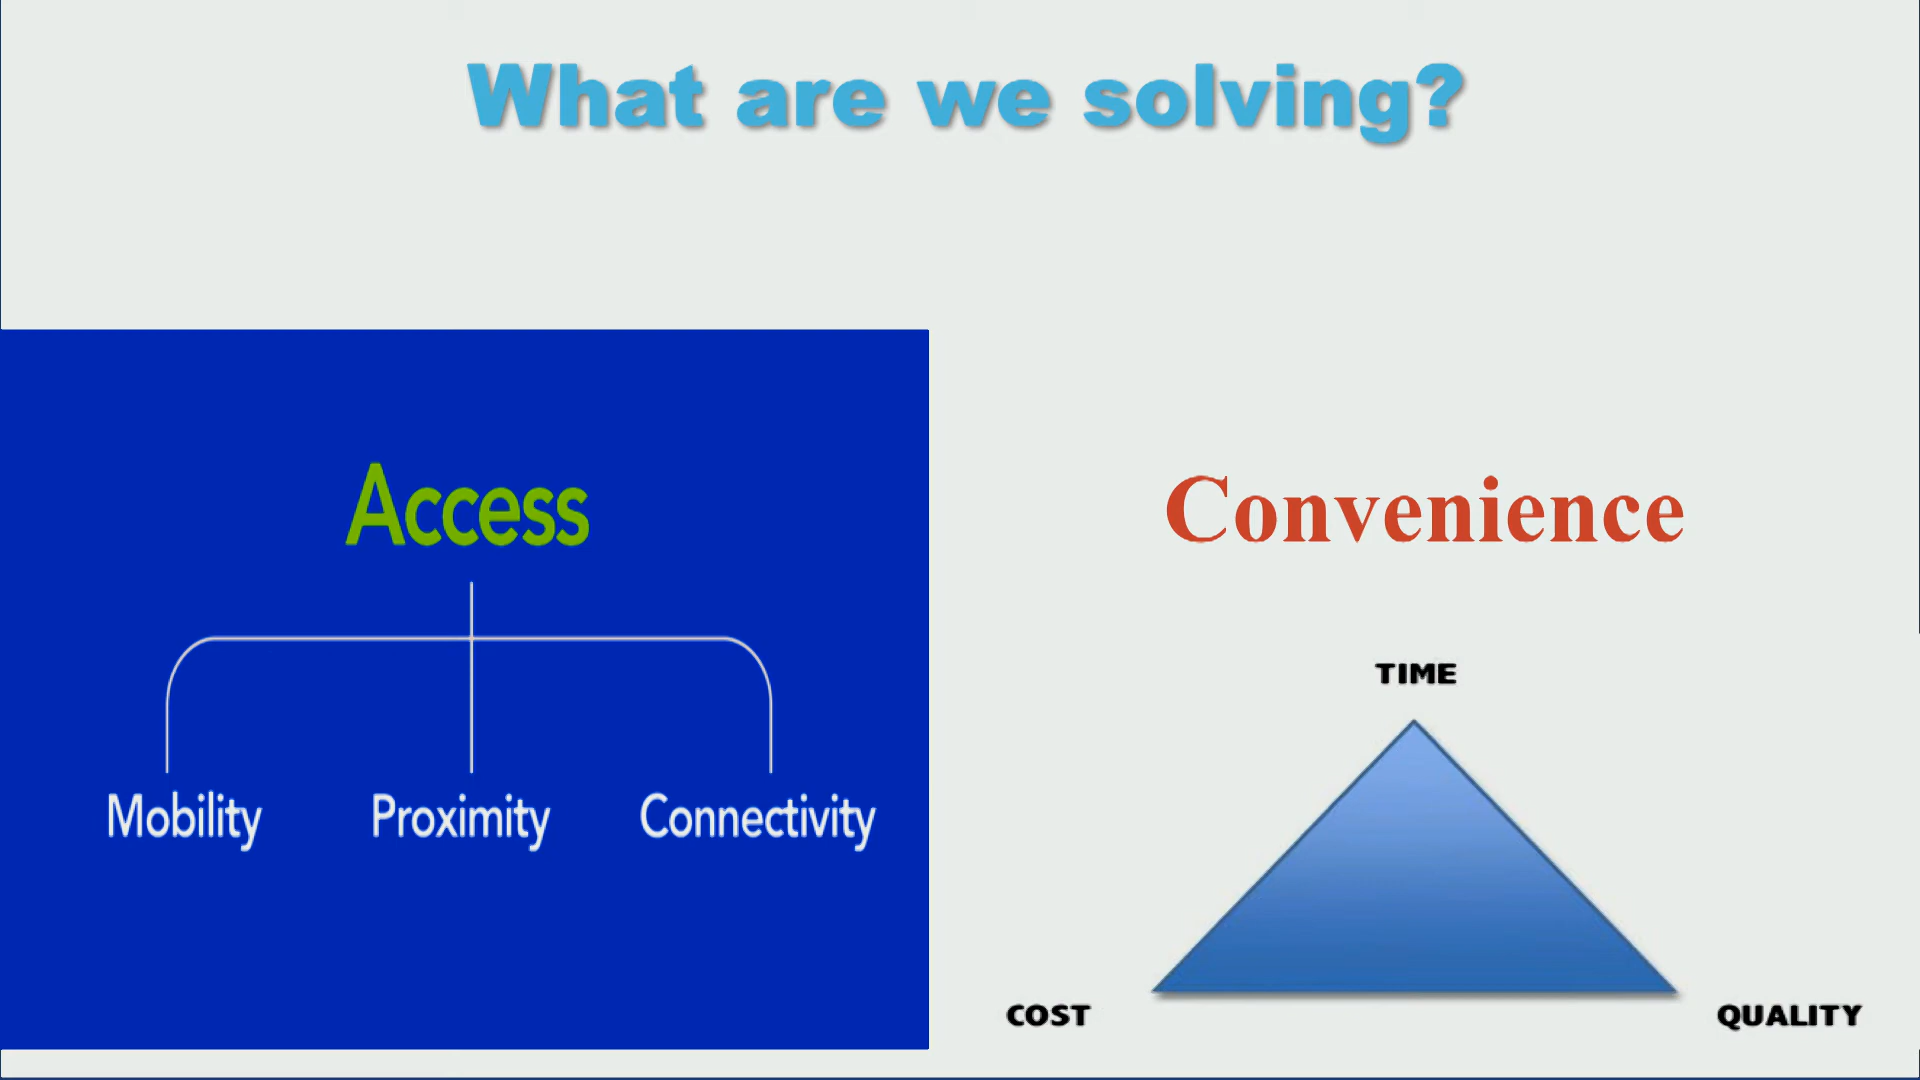 What are we solving?
Access
Mobility Proximity Connectivity
Convenience
TIME
COST QUALITY